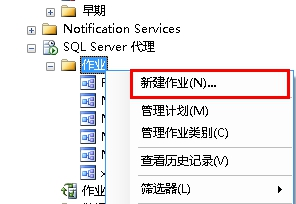 早期
Notification Services
SQL Server 代理
作业
新建作业(N)...
管理计划(M)
管理作业类别(C)
查看历史记录(V)
筛选器(L)
作业